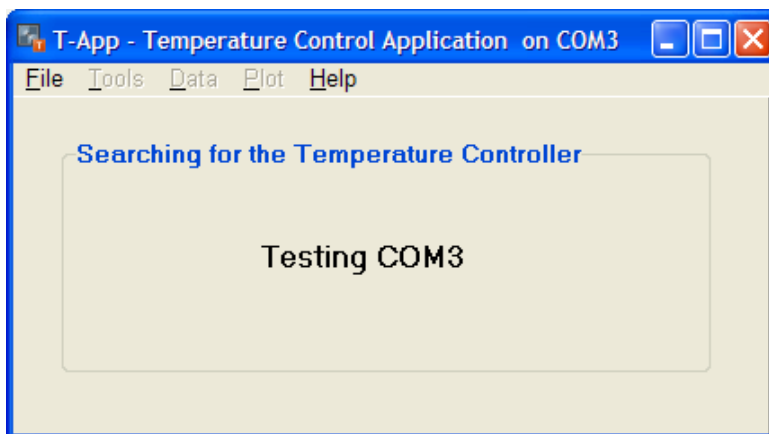 T-App - Temperature Control Application on COM3
File Tools Data Plot Help
Searching for the Temperature Controller
Testing COM3